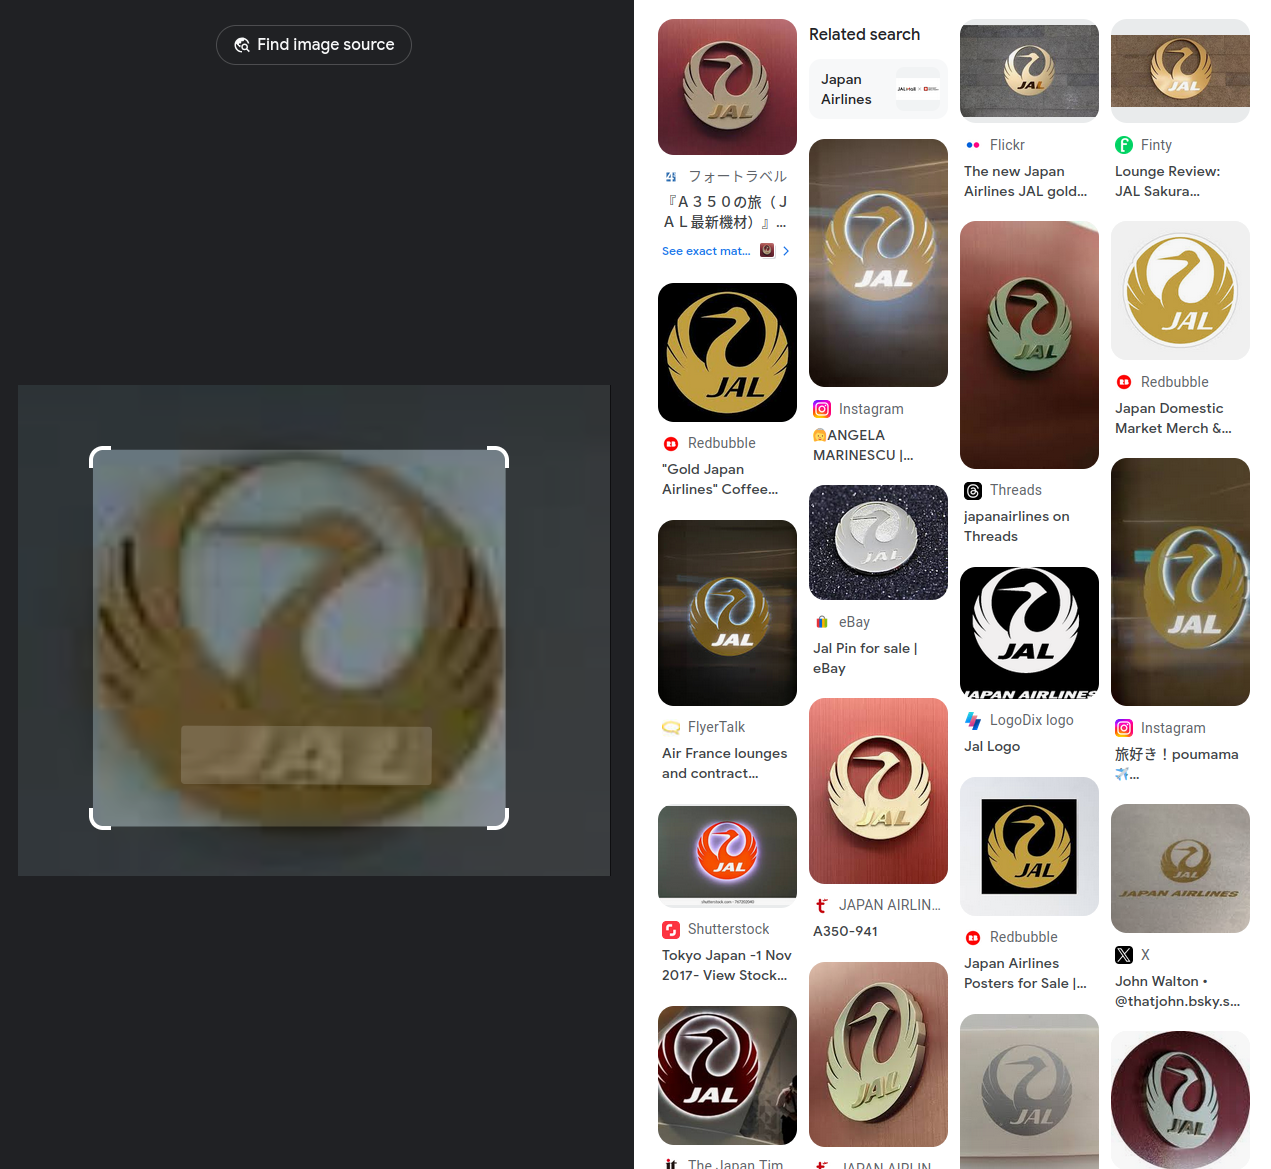 Find image source
JAL
JAL
フォートラベル
『Ａ３５０の旅（Ｊ
ＡＬ最新機材）』...
See exact mat...
JAL
Redbubble
"Gold Japan
Airlines" Coffee...
JAL
FlyerTalk
Air France lounges
and contract...
JAL
Shutterstock
Tokyo Japan -1 Nov
2017- View Stock...
JAL
The Japan Tim
Related search
Japan
Airlines
JAL
Instagram
ANGELA
MARINESCU |...
JAL
eBay
Jal Pin for sale |
eBay
JAL
JAPAN AIRLIN...
A350-941
JAL
JAPAN AIRLIN
JAL
Flickr
The new Japan
Airlines JAL gold...
JAL
Threads
japanairlines on
Threads
JAL
JAPAN AIRLINES
LogoDix logo
Jal Logo
JAL
Redbubble
Japan Airlines
Posters for Sale |...
JAL
JAL
Finty
Lounge Review:
JAL Sakura...
JAL
Redbubble
Japan Domestic
Market Merch &...
JAL
Instagram
旅好き！poumama
...
JAL
JAPAN AIRLINES
X
John Walton •
@thatjohn.bsky.s...
JAL